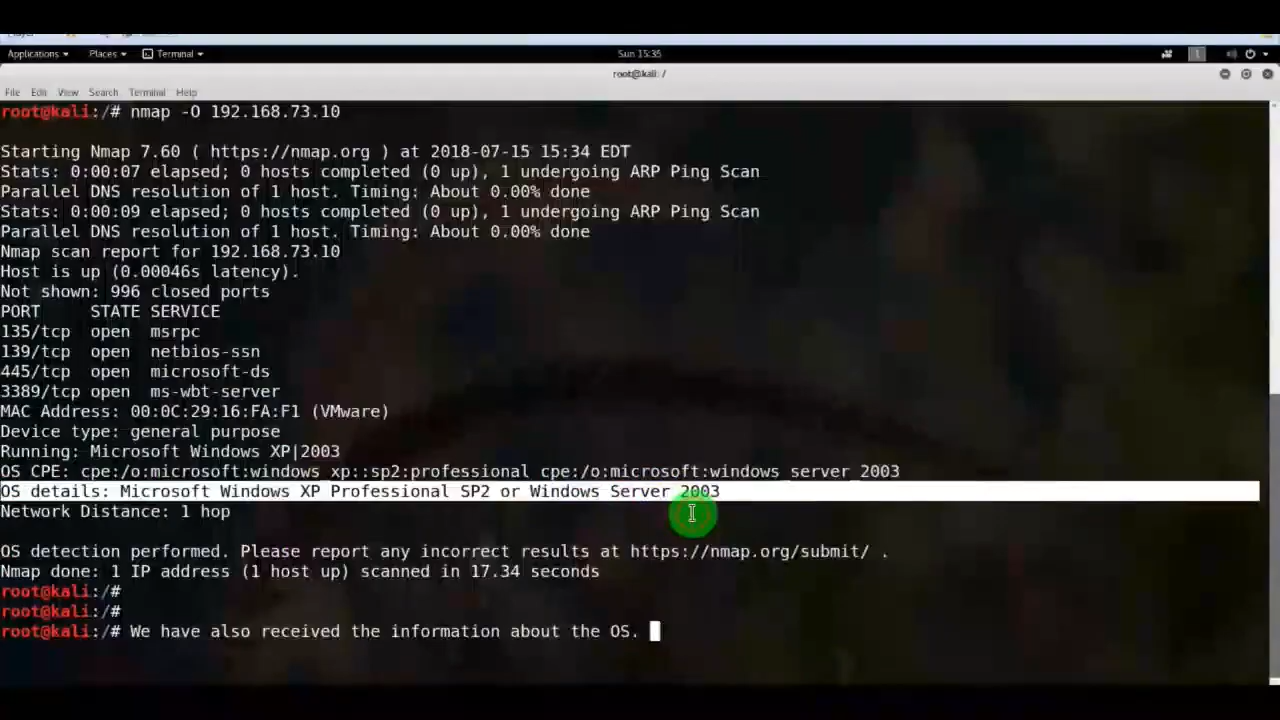 Applications Places Terminal Sun 15:35 1
root@kali: /
File Edit View Search Terminal Help
root@kali:/# nmap -O 192.168.73.10
Starting Nmap 7.60 ( https://nmap.org ) at 2018-07-15 15:34 EDT
Stats: 0:00:07 elapsed; 0 hosts completed (0 up), 1 undergoing ARP Ping Scan
Parallel DNS resolution of 1 host. Timing: About 0.00% done
Stats: 0:00:09 elapsed; 0 hosts completed (0 up), 1 undergoing ARP Ping Scan
Parallel DNS resolution of 1 host. Timing: About 0.00% done
Nmap scan report for 192.168.73.10
Host is up (0.00046s latency).
Not shown: 996 closed ports
PORT STATE SERVICE
135/tcp open msrpc
139/tcp open netbios-ssn
445/tcp open microsoft-ds
3389/tcp open ms-wbt-server
MAC Address: 00:0C:29:16:FA:F1 (VMware)
Device type: general purpose
Running: Microsoft Windows XP|2003
OS CPE: cpe:/o:microsoft:windows_xp::sp2:professional cpe:/o:microsoft:windows_server_2003
OS details: Microsoft Windows XP Professional SP2 or Windows Server 2003
Network Distance: 1 hop
OS detection performed. Please report any incorrect results at https://nmap.org/submit/ .
Nmap done: 1 IP address (1 host up) scanned in 17.34 seconds
root@kali:/#
root@kali:/#
root@kali:/# We have also received the information about the OS.